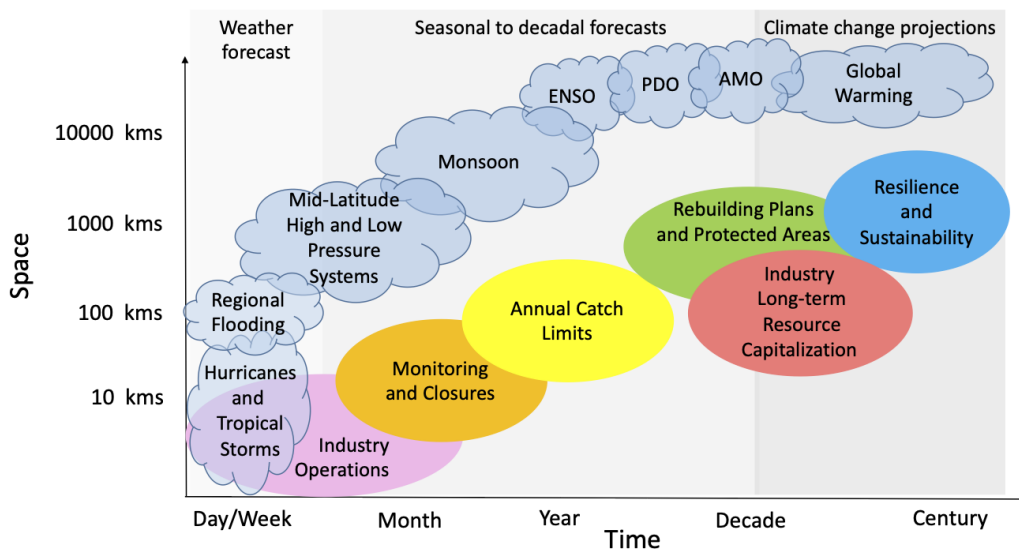 Weather
forecast
Seasonal to decadal forecasts
Climate change projections
Space
10000 kms
1000 kms
100 kms
10 kms
ENSO
PDO
AMO
Global
Warming
Monsoon
Mid-Latitude
High and Low
Pressure
Systems
Regional
Flooding
Hurricanes
and
Tropical
Storms
Resilience
and
Sustainability
Rebuilding Plans
and Protected Areas
Industry
Long-term
Resource
Capitalization
Annual Catch
Limits
Monitoring
and Closures
Industry
Operations
Day/Week
Month
Year
Decade
Century
Time